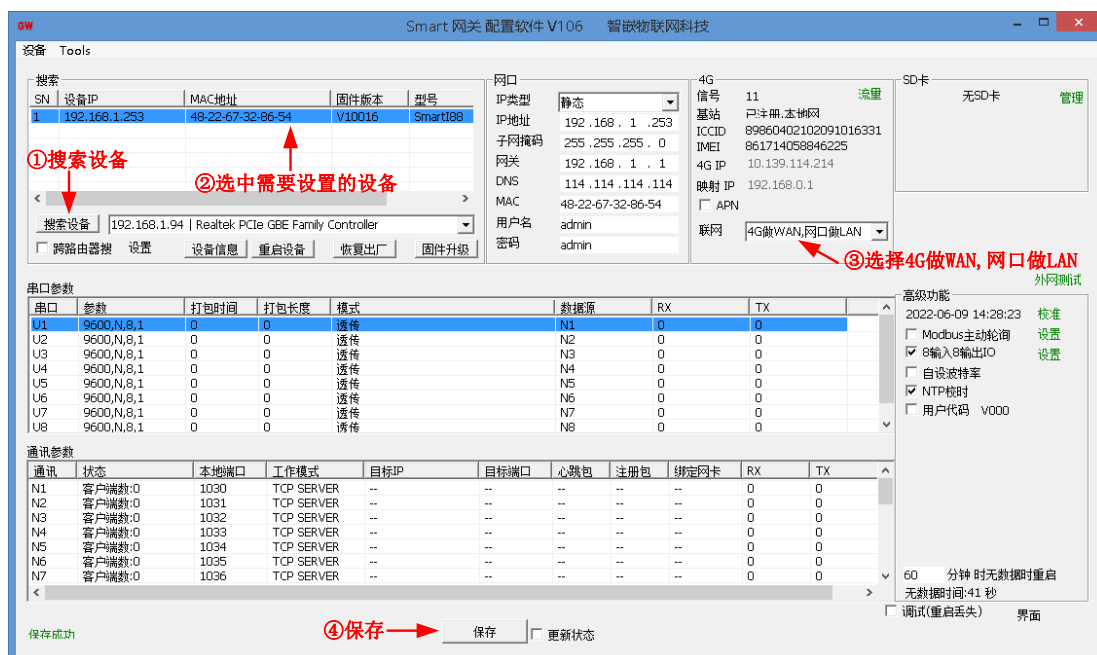 GW Smart 网关 配置软件 V106 智嵌物联网科技
设备 Tools
搜索
SN 设备IP MAC地址 固件版本 型号
1 192.168.1.253 48-22-67-32-86-54 V10016 SmartI88
①搜索设备
②选中需要设置的设备
搜索设备 192.168.1.94 | Realtek PCIe GBE Family Controller
跨路由器搜 设置 设备信息 重启设备 恢复出厂 固件升级
网口
IP类型 静态
IP地址 192 .168 . 1 .253
子网掩码 255 .255 .255 . 0
网关 192 .168 . 1 . 1
DNS 114 .114 .114 .114
MAC 48-22-67-32-86-54
用户名 admin
密码 admin
4G
信号 11 流量
基站 已注册.本地网
ICCID 89860402102091016331
IMEI 861714058846225
4G IP 10.139.114.214
映射 IP 192.168.0.1
APN
联网 4G做WAN,网口做LAN
③选择4G做WAN,网口做LAN
SD卡
无SD卡 管理
外网测试
串口参数
串口 参数 打包时间 打包长度 模式 数据源 RX TX
U1 9600,N,8,1 0 0 透传 N1 0 0
U2 9600,N,8,1 0 0 透传 N2 0 0
U3 9600,N,8,1 0 0 透传 N3 0 0
U4 9600,N,8,1 0 0 透传 N4 0 0
U5 9600,N,8,1 0 0 透传 N5 0 0
U6 9600,N,8,1 0 0 透传 N6 0 0
U7 9600,N,8,1 0 0 透传 N7 0 0
U8 9600,N,8,1 0 0 透传 N8 0 0
高级功能
2022-06-09 14:28:23 校准
Modbus主动轮询 设置
8输入8输出IO 设置
自设波特率
NTP校时
用户代码 V000
通讯参数
通讯 状态 本地端口 工作模式 目标IP 目标端口 心跳包 注册包 绑定网卡 RX TX
N1 客户端数:0 1030 TCP SERVER -- -- -- -- -- 0 0
N2 客户端数:0 1031 TCP SERVER -- -- -- -- -- 0 0
N3 客户端数:0 1032 TCP SERVER -- -- -- -- -- 0 0
N4 客户端数:0 1033 TCP SERVER -- -- -- -- -- 0 0
N5 客户端数:0 1034 TCP SERVER -- -- -- -- -- 0 0
N6 客户端数:0 1035 TCP SERVER -- -- -- -- -- 0 0
N7 客户端数:0 1036 TCP SERVER -- -- -- -- -- 0 0
60 分钟 时无数据时重启
无数据时间:41 秒
调试(重启丢失) 界面
保存成功
④保存
保存 更新状态